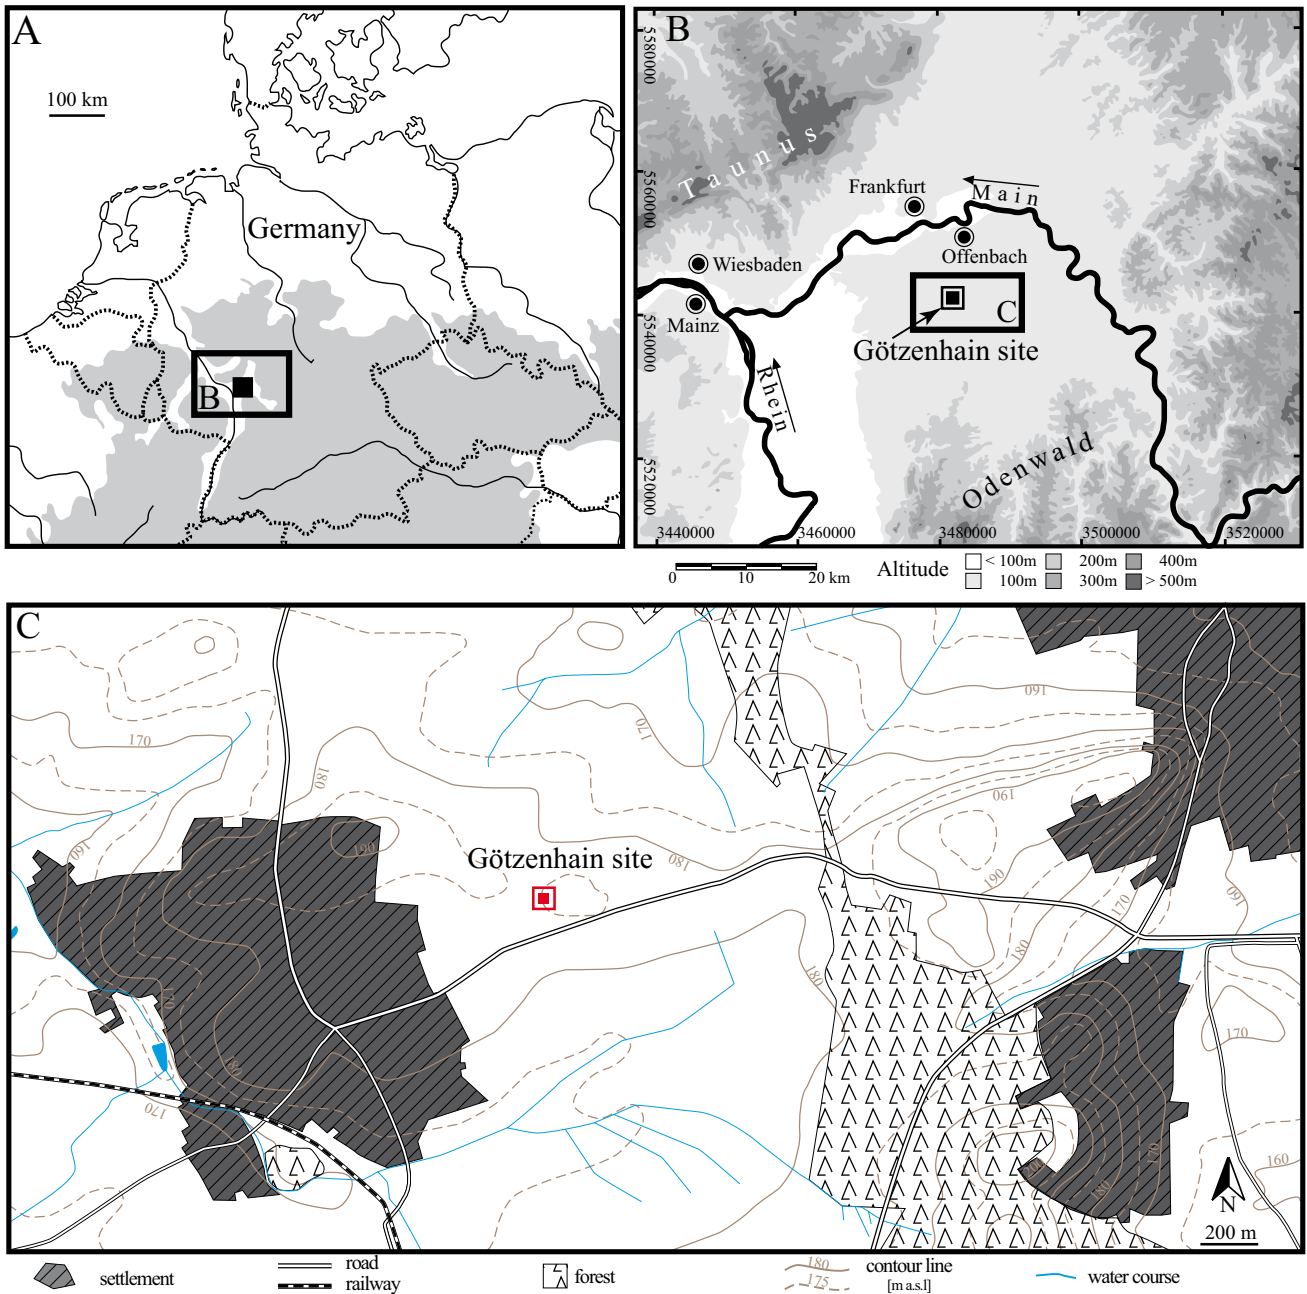 A
100 km
Germany
B
B
5580000
5560000
5540000
5520000
Taunus
Frankfurt
Main
Offenbach
Wiesbaden
Mainz
C
Götzenhain site
Rhein
Odenwald
3440000
3460000
3480000
3500000
3520000
0 10 20 km
Altitude
< 100m 200m 400m
100m 300m > 500m
C
170
180
170
160
190
160
190
Götzenhain site
180
190
160
170
180
180
170
180
170
170
200
180
170
160
N
200 m
settlement
road
railway
forest
180
175
contour line
[m a.s.l]
water course